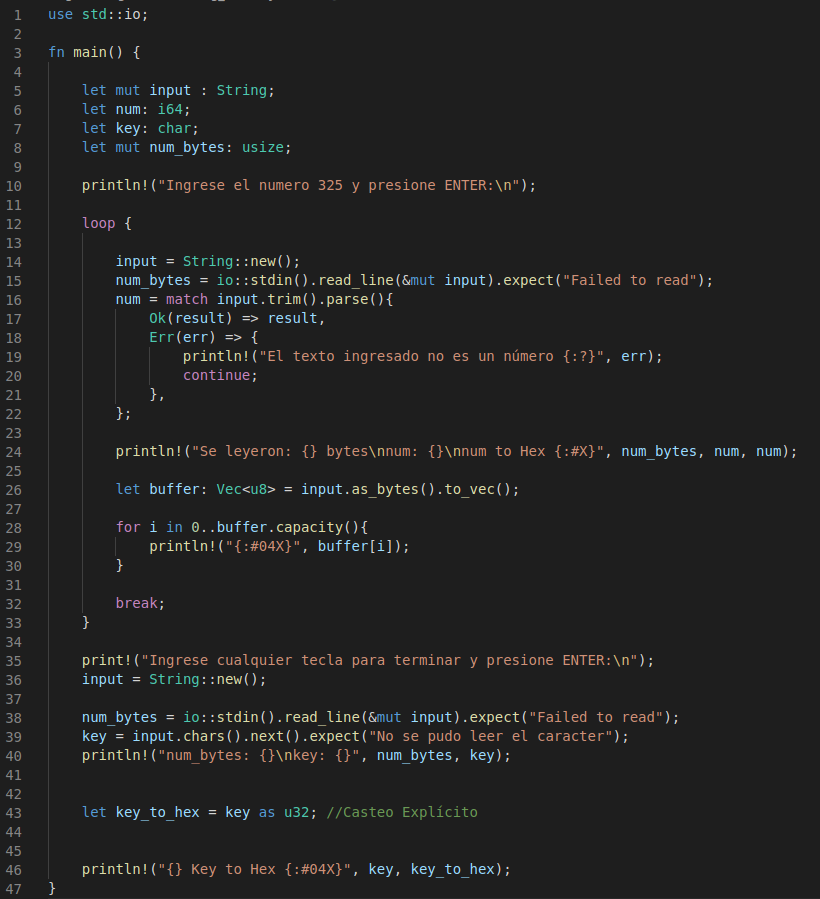 1 use std::io;
2
3 fn main() {
4
5     let mut input : String;
6     let num: i64;
7     let key: char;
8     let mut num_bytes: usize;
9
10     println!("Ingrese el numero 325 y presione ENTER:\n");
11
12     loop {
13
14         input = String::new();
15         num_bytes = io::stdin().read_line(&mut input).expect("Failed to read");
16         num = match input.trim().parse(){
17             Ok(result) => result,
18             Err(err) => {
19                 println!("El texto ingresado no es un número {:?}", err);
20                 continue;
21             },
22         };
23
24         println!("Se leyeron: {} bytes\nnum: {}\nnum to Hex {:#X}", num_bytes, num, num);
25
26         let buffer: Vec<u8> = input.as_bytes().to_vec();
27
28         for i in 0..buffer.capacity(){
29             println!("{:#04X}", buffer[i]);
30         }
31
32         break;
33     }
34
35     print!("Ingrese cualquier tecla para terminar y presione ENTER:\n");
36     input = String::new();
37
38     num_bytes = io::stdin().read_line(&mut input).expect("Failed to read");
39     key = input.chars().next().expect("No se pudo leer el caracter");
40     println!("num_bytes: {}\nkey: {}", num_bytes, key);
41
42
43     let key_to_hex = key as u32; //Casteo Explícito
44
45
46     println!("{} Key to Hex {:#04X}", key, key_to_hex);
47 }